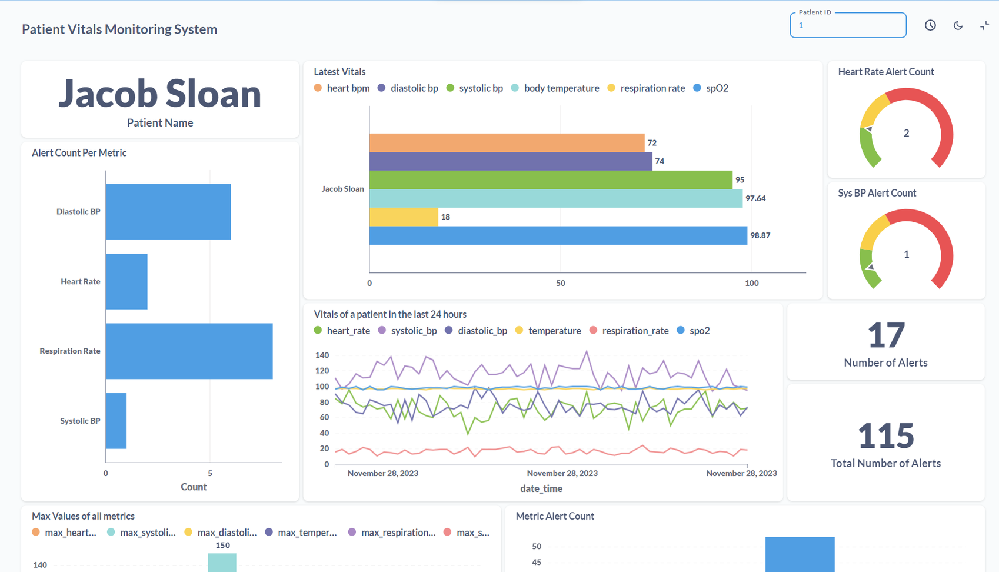 Patient Vitals Monitoring System
Patient ID
1
Jacob Sloan
Patient Name
Alert Count Per Metric
Diastolic BP
Heart Rate
Respiration Rate
Systolic BP
0 5
Count
Latest Vitals
heart bpm diastolic bp systolic bp body temperature respiration rate spO2
72
74
95
Jacob Sloan
97.64
18
98.87
0 50 100
Heart Rate Alert Count
2
Sys BP Alert Count
1
Vitals of a patient in the last 24 hours
heart_rate systolic_bp diastolic_bp temperature respiration_rate spo2
140
120
100
80
60
40
20
0
November 28, 2023 November 28, 2023 November 28, 2023
date_time
17
Number of Alerts
115
Total Number of Alerts
Max Values of all metrics
max_heart... max_systoli... max_diastoli... max_temper... max_respiration... max_s...
150
140
Metric Alert Count
50
45